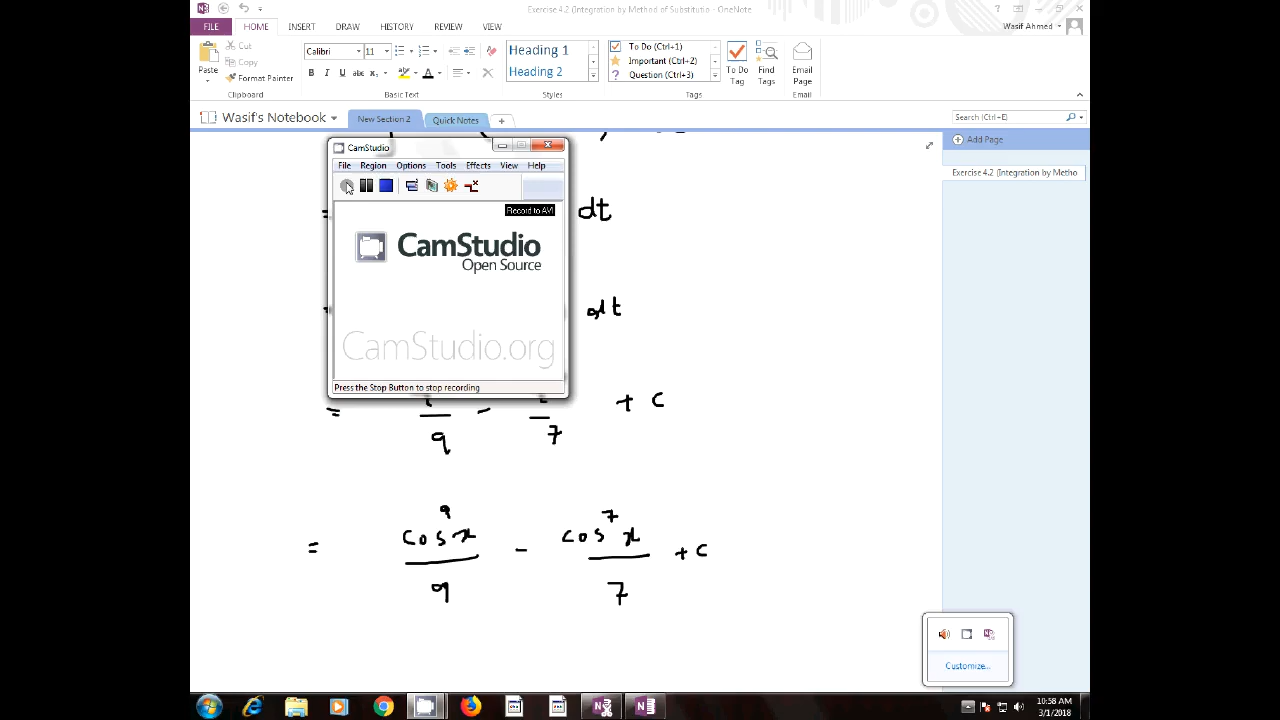 Exercise 4.2 (Integration by Method of Substitutio - OneNote
FILE HOME INSERT DRAW HISTORY REVIEW VIEW Wasif Ahmed
Paste Cut Copy Format Painter
Calibri 11 Heading 1 Heading 2
B I U abc x A
To Do (Ctrl+1)
Important (Ctrl+2)
Question (Ctrl+3)
To Do Tag Find Tags Email Page
Clipboard Basic Text Styles Tags Email
Wasif's Notebook New Section 2 Quick Notes Search (Ctrl+E)
Add Page
Exercise 4.2 (Integration by Metho
CamStudio
File Region Options Tools Effects View Help
Record to AVI
CamStudio
Open Source
CamStudio.org
Press the Stop Button to stop recording
= dt
= dt
= /9 - /7 + c
= cos⁹x/9 - cos⁷x/7 + c
Customize...
10:58 AM
3/1/2018